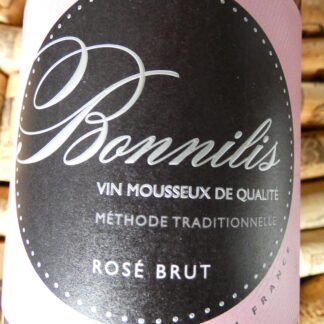 Bonnilis
VIN MOUSSEUX DE QUALITÉ
MÉTHODE TRADITIONNELLE
ROSÉ BRUT
FRANCE